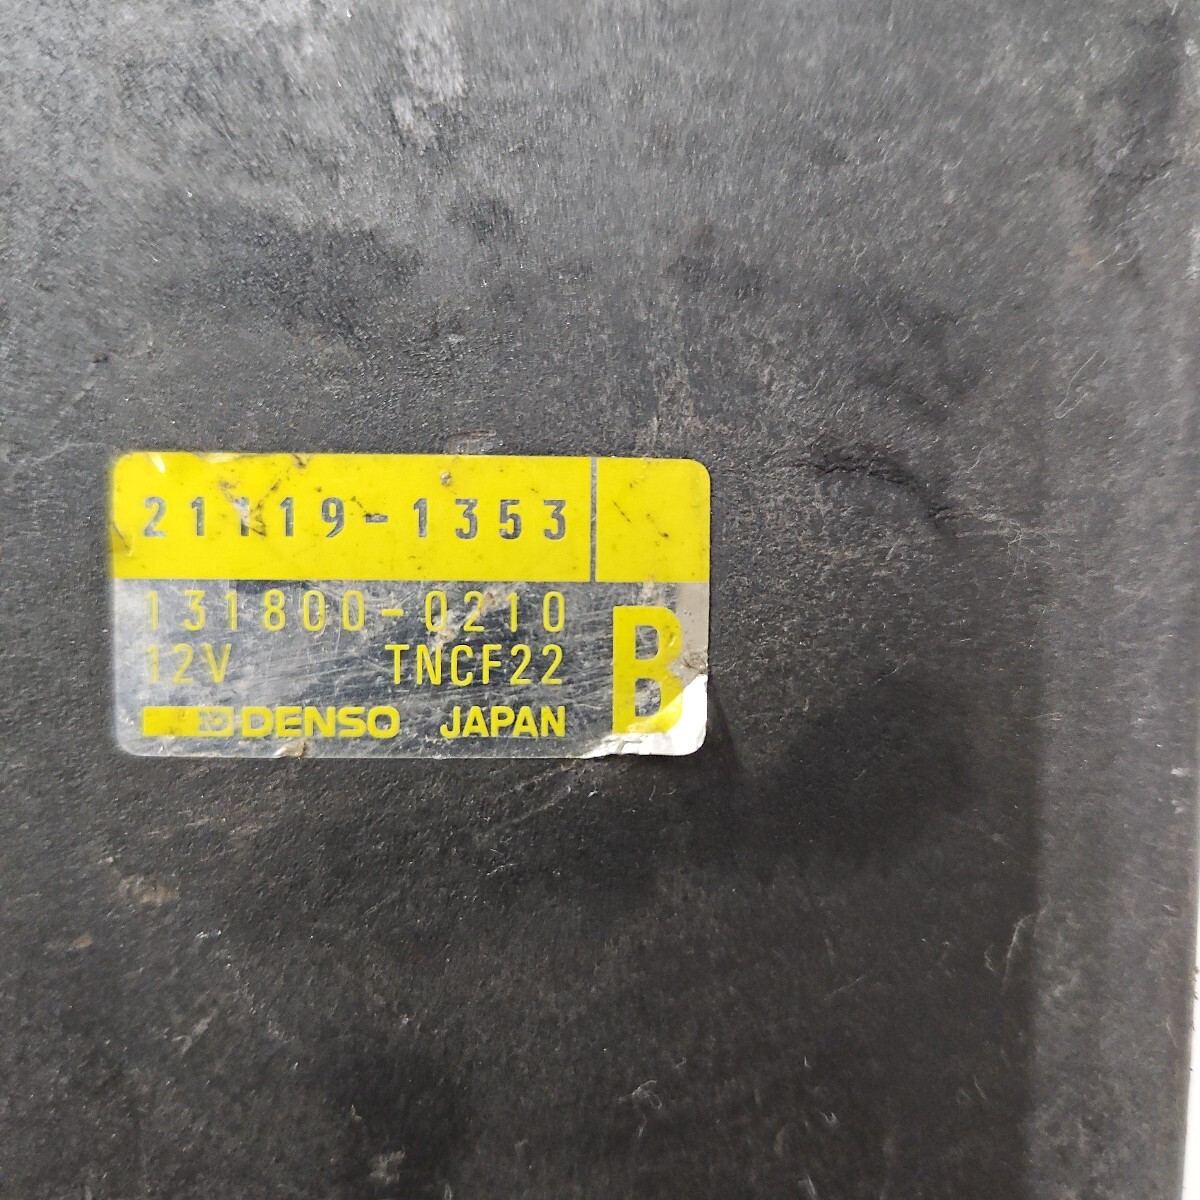 21119-1353
131800-0210
12V TNCF22
DENSO JAPAN
B